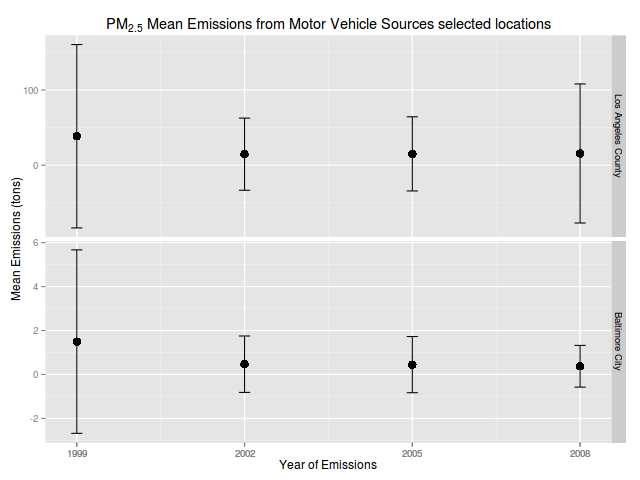 PM2.5 Mean Emissions from Motor Vehicle Sources selected locations
Mean Emissions (tons)
100
0
Los Angeles County
6
4
2
0
-2
Baltimore City
1999
2002
2005
2008
Year of Emissions